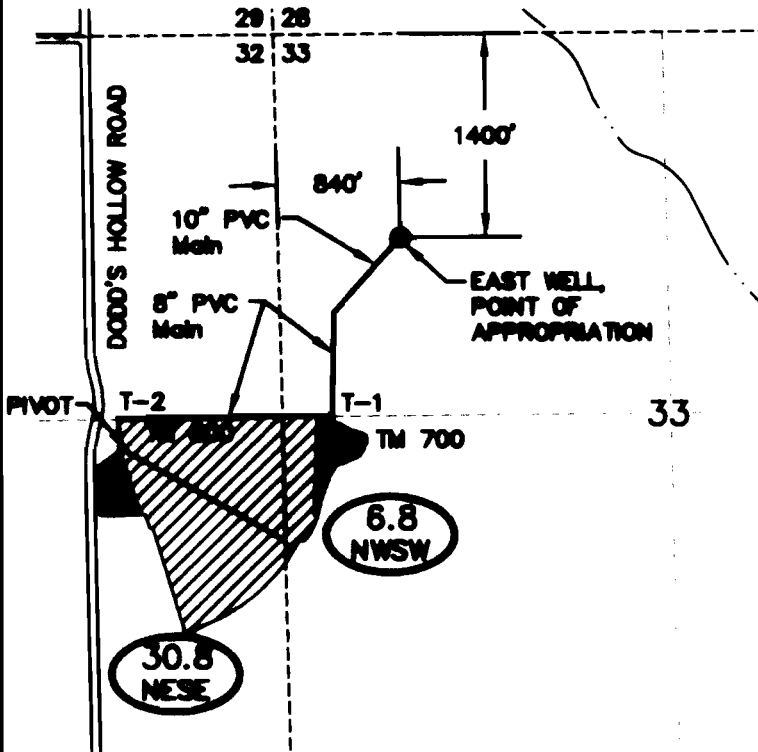 29 28
32 33
DODD'S HOLLOW ROAD
1400'
840'
10" PVC
Main
8" PVC
Main
EAST WELL,
POINT OF
APPROPRIATION
PIVOT
T-2
T-1
33
TM 700
6.8
NWSW
30.8
NESE